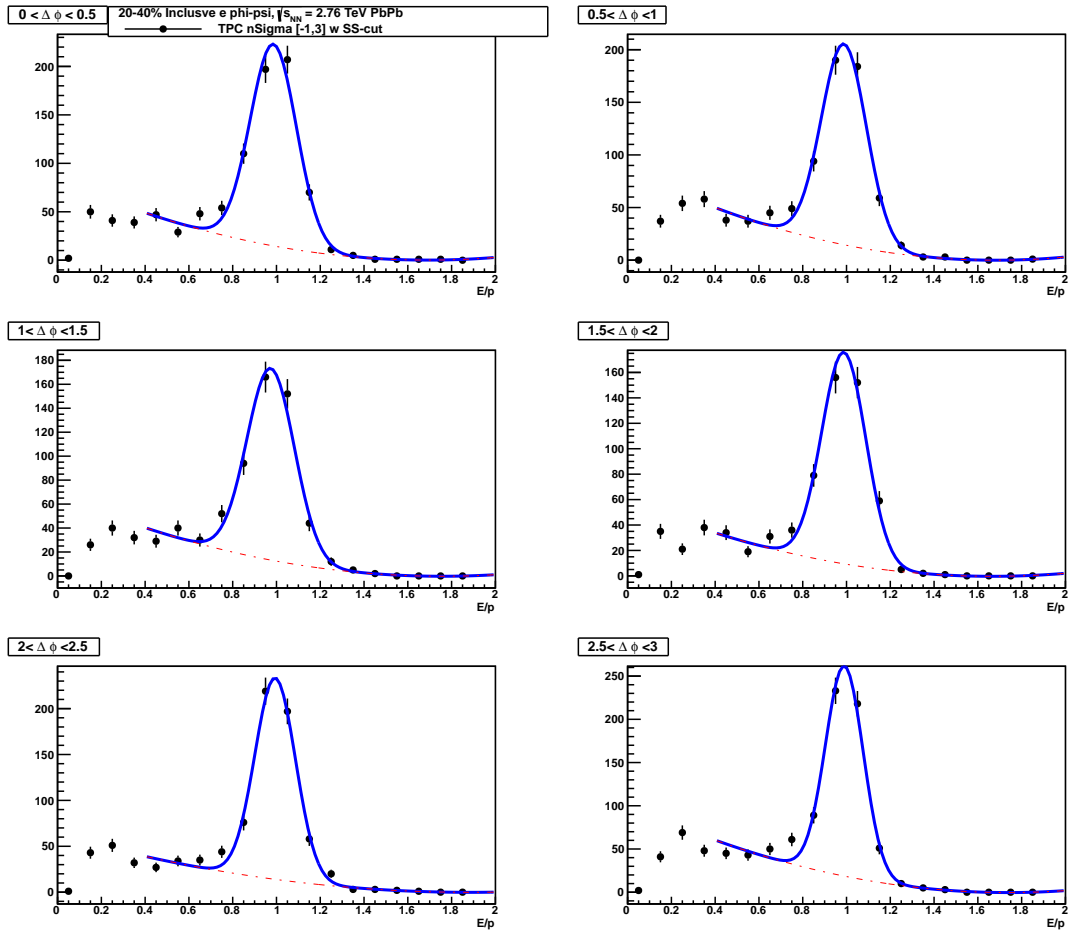 0 < Δ ϕ < 0.5
20-40% Inclusve e phi-psi, √s_NN = 2.76 TeV PbPb
TPC nSigma [-1,3] w SS-cut
200
150
100
50
0
0 0.2 0.4 0.6 0.8 1 1.2 1.4 1.6 1.8 2
E/p
0.5< Δ ϕ <1
200
150
100
50
0
0 0.2 0.4 0.6 0.8 1 1.2 1.4 1.6 1.8 2
E/p
1< Δ ϕ <1.5
180
160
140
120
100
80
60
40
20
0
0 0.2 0.4 0.6 0.8 1 1.2 1.4 1.6 1.8 2
E/p
1.5< Δ ϕ <2
160
140
120
100
80
60
40
20
0
0 0.2 0.4 0.6 0.8 1 1.2 1.4 1.6 1.8 2
E/p
2< Δ ϕ <2.5
200
150
100
50
0
0 0.2 0.4 0.6 0.8 1 1.2 1.4 1.6 1.8 2
E/p
2.5< Δ ϕ <3
250
200
150
100
50
0
0 0.2 0.4 0.6 0.8 1 1.2 1.4 1.6 1.8 2
E/p